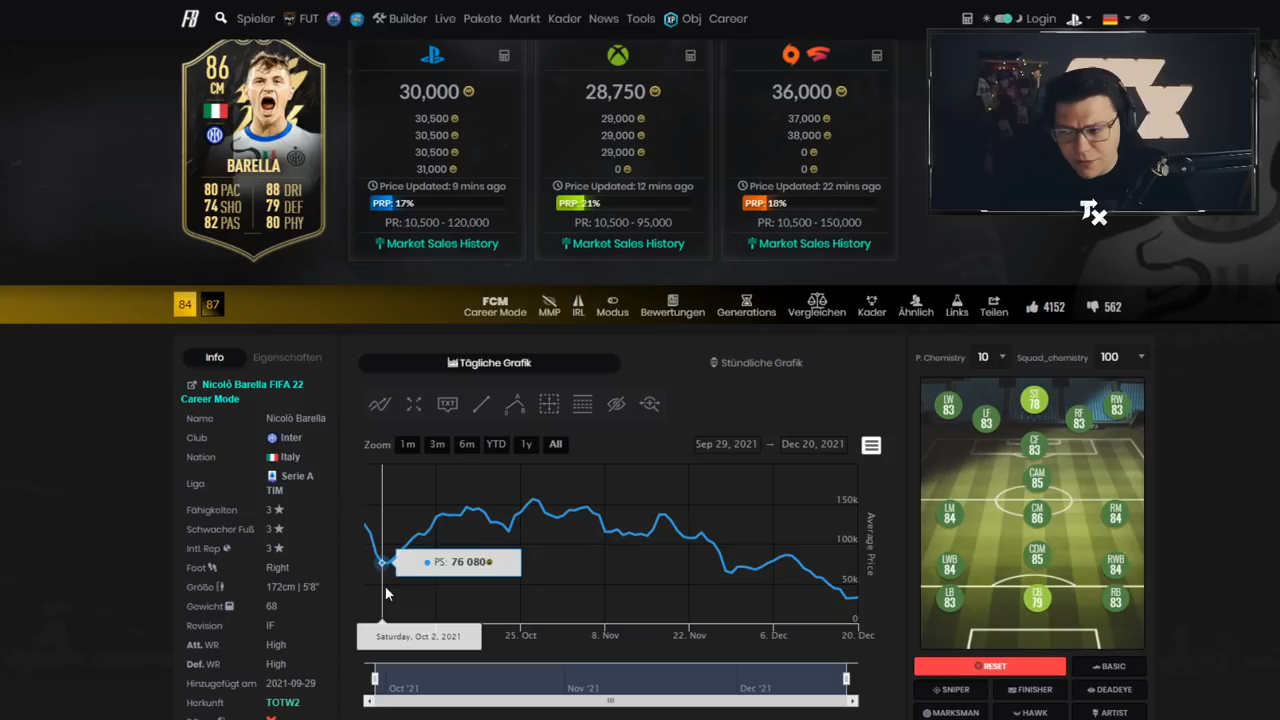 FB Spieler FUT Builder Live Pakete Markt Kader News Tools XP Obj Career Login
86
CM
BARELLA
80 PAC 88 DRI
74 SHO 79 DEF
82 PAS 80 PHY
30,000
30,500
30,500
30,500
31,000
Price Updated: 9 mins ago
PRP: 17%
PR: 10,500 - 120,000
Market Sales History
28,750
29,000
29,000
29,000
0
Price Updated: 12 mins ago
PRP: 21%
PR: 10,500 - 95,000
Market Sales History
36,000
37,000
38,000
0
0
Price Updated: 22 mins ago
PRP: 18%
PR: 10,500 - 150,000
Market Sales History
84 87
FCM
Career Mode
MMP
IRL
Modus
Bewertungen
Generations
Vergleichen
Kader
Ähnlich
Links
Teilen
4152
562
Info Eigenschaften
Nicolò Barella FIFA 22
Career Mode
Name Nicolò Barella
Club Inter
Nation Italy
Liga Serie A
TIM
Fähigkeiten 3
Schwacher Fuß 3
Intl. Rep 3
Foot Right
Größe 172cm | 5'8"
Gewicht 68
Revision IF
Att. WR High
Def. WR High
Hinzugefügt am 2021-09-29
Herkunft TOTW2
Tägliche Grafik Stündliche Grafik
TXT
Zoom 1m 3m 6m YTD 1y All Sep 29, 2021 → Dec 20, 2021
150k
100k
50k
0
Average Price
PS: 76 080
Saturday, Oct 2, 2021
25. Oct 8. Nov 22. Nov 6. Dec 20. Dec
Oct '21 Nov '21 Dec '21
P. Chemistry 10 Squad_chemistry 100
LW
83
ST
78
RW
83
LF
83
RF
83
CF
83
CAM
85
LM
84
CM
86
RM
84
CDM
85
LWB
84
RWB
84
LB
83
CB
79
RB
83
RESET BASIC
SNIPER FINISHER DEADEYE
MARKSMAN HAWK ARTIST